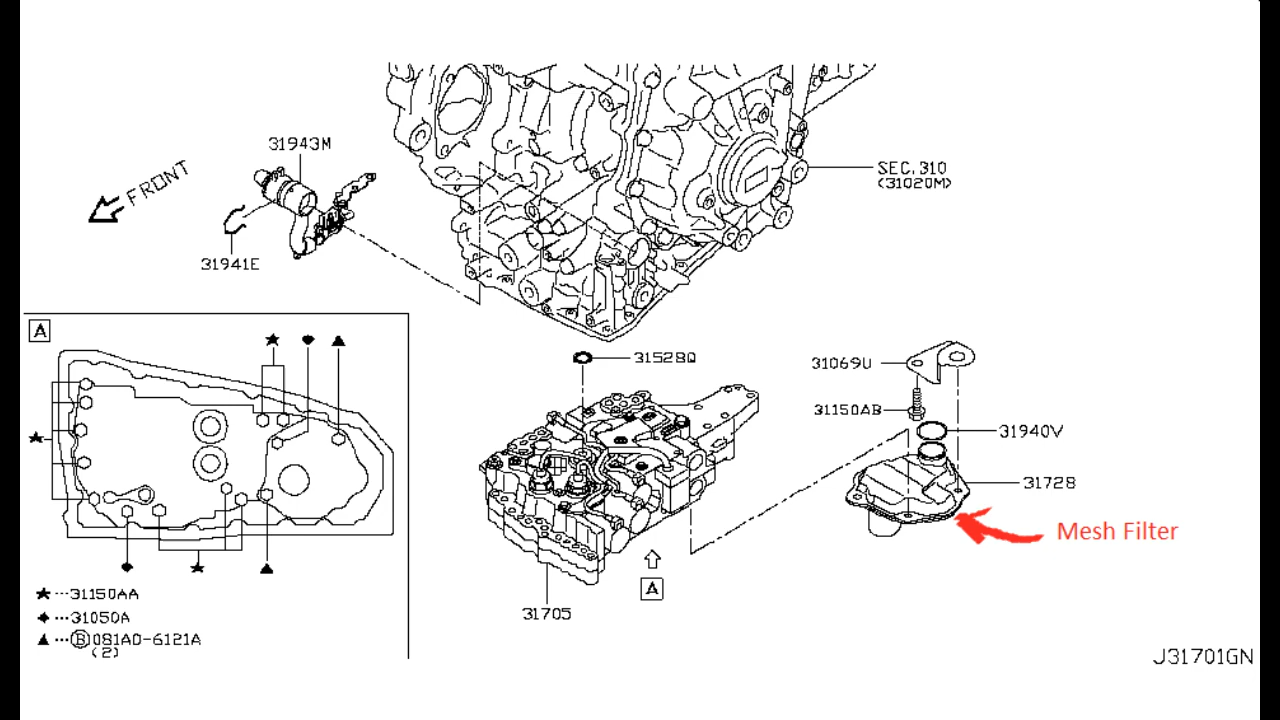 31943M
FRONT
31941E
SEC.310
(31020M)
A
31528Q
31069U
31150AB
31940V
31728
Mesh Filter
A
31705
★···31150AA
◆···31050A
▲···Ⓑ081A0-6121A
(2)
J31701GN